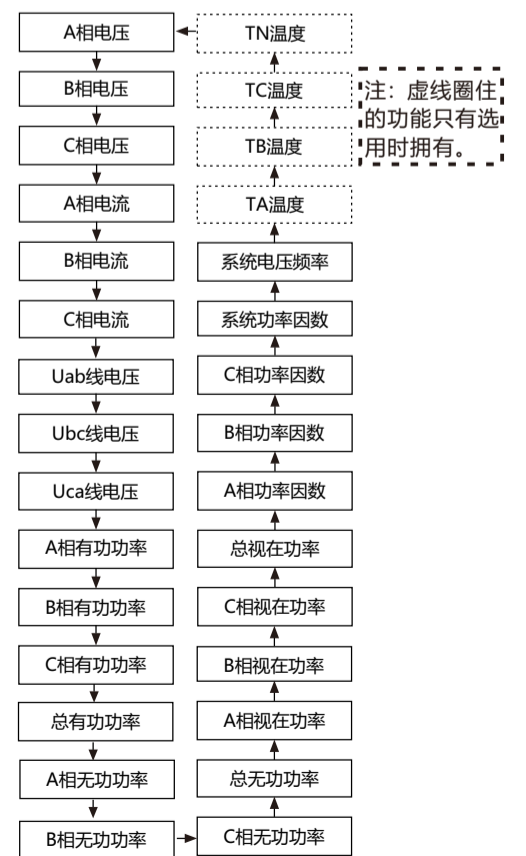 A相电压
B相电压
C相电压
A相电流
B相电流
C相电流
Uab线电压
Ubc线电压
Uca线电压
A相有功功率
B相有功功率
C相有功功率
总有功功率
A相无功功率
B相无功功率
C相无功功率
总无功功率
A相视在功率
B相视在功率
C相视在功率
总视在功率
A相功率因数
B相功率因数
C相功率因数
系统功率因数
系统电压频率
TA温度
TB温度
TC温度
TN温度
注：虚线圈住
的功能只有选
用时拥有。